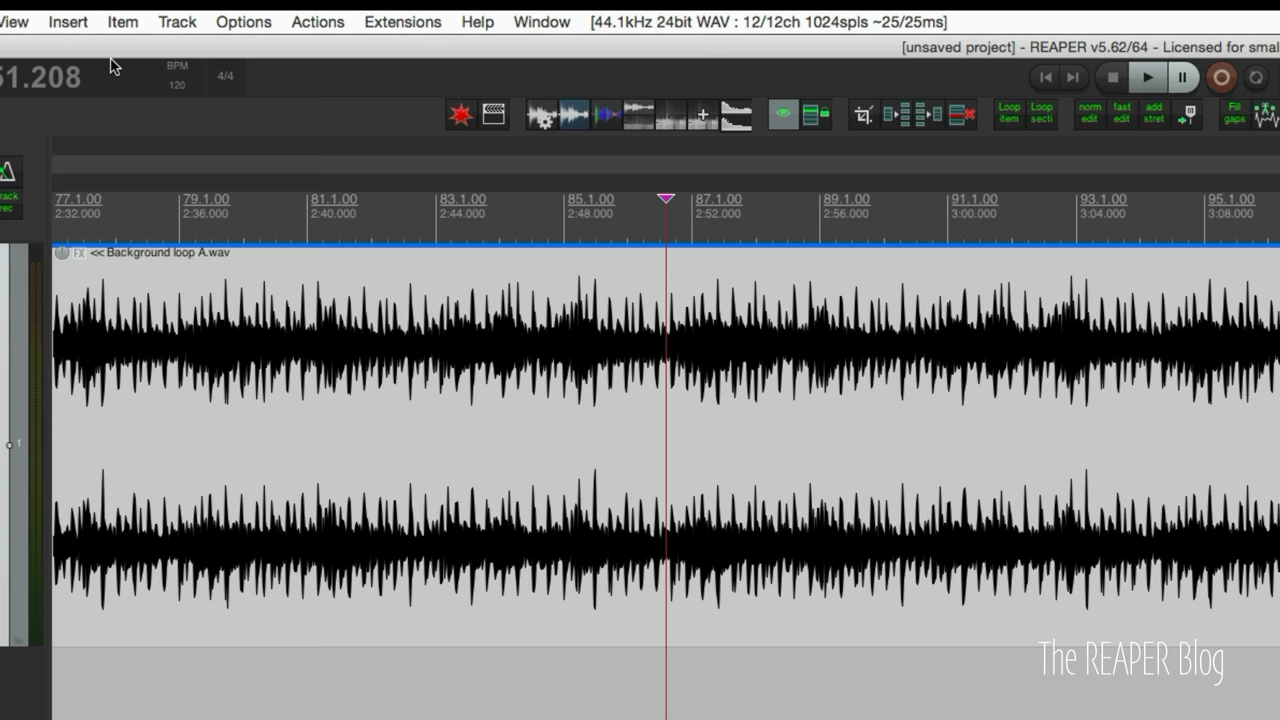 View Insert Item Track Options Actions Extensions Help Window [44.1kHz 24bit WAV : 12/12ch 1024spls ~25/25ms]
[unsaved project] - REAPER v5.62/64 - Licensed for smal
51.208 BPM 120 4/4
Loop item Loop secti norm edit fast edit add stret Fill gaps
track rec
77.1.00 79.1.00 81.1.00 83.1.00 85.1.00 87.1.00 89.1.00 91.1.00 93.1.00 95.1.00
2:32.000 2:36.000 2:40.000 2:44.000 2:48.000 2:52.000 2:56.000 3:00.000 3:04.000 3:08.000
FX << Background loop A.wav
1
The REAPER Blog